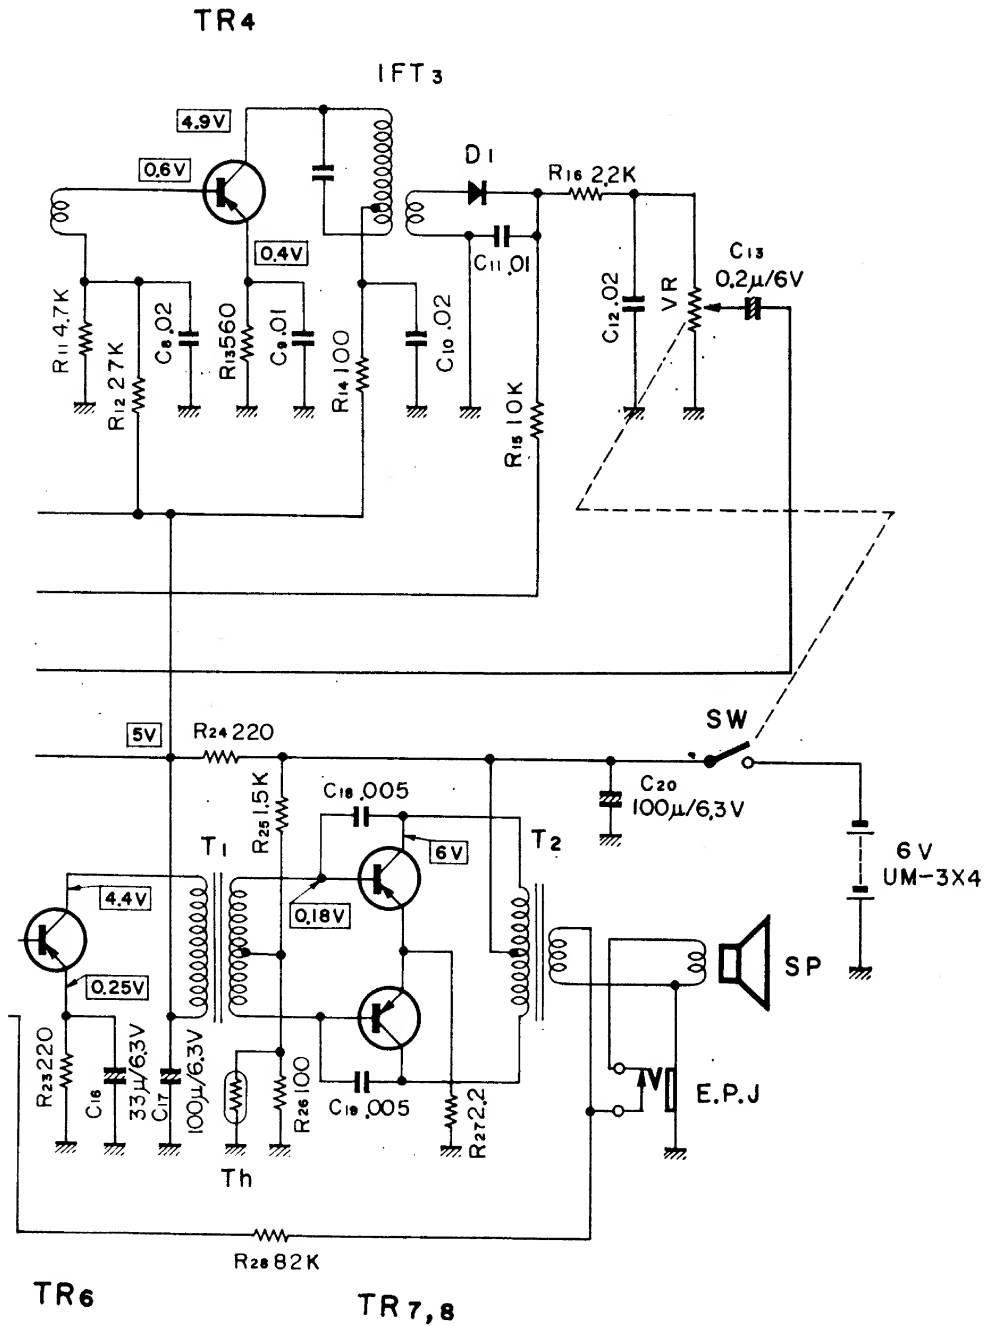 TR4
IFT3
4.9V
D1
0.6V
R16 2.2K
0.4V
C13
0.2μ/6V
C11.01
VR
R11 4.7K
R12 27K
C8.02
R13 560
C9.01
R14 100
C10.02
R15 10K
C12.02
SW
5V
R24 220
R25 1.5K
C18.005
C20
100μ/6.3V
T1
6V
T2
6V
UM-3X4
4.4V
0.18V
SP
0.25V
R23 220
C16
33μ/6.3V
C17
100μ/6.3V
R26 100
C19.005
R27 2.2
E.P.J
Th
R28 82K
TR6
TR7,8